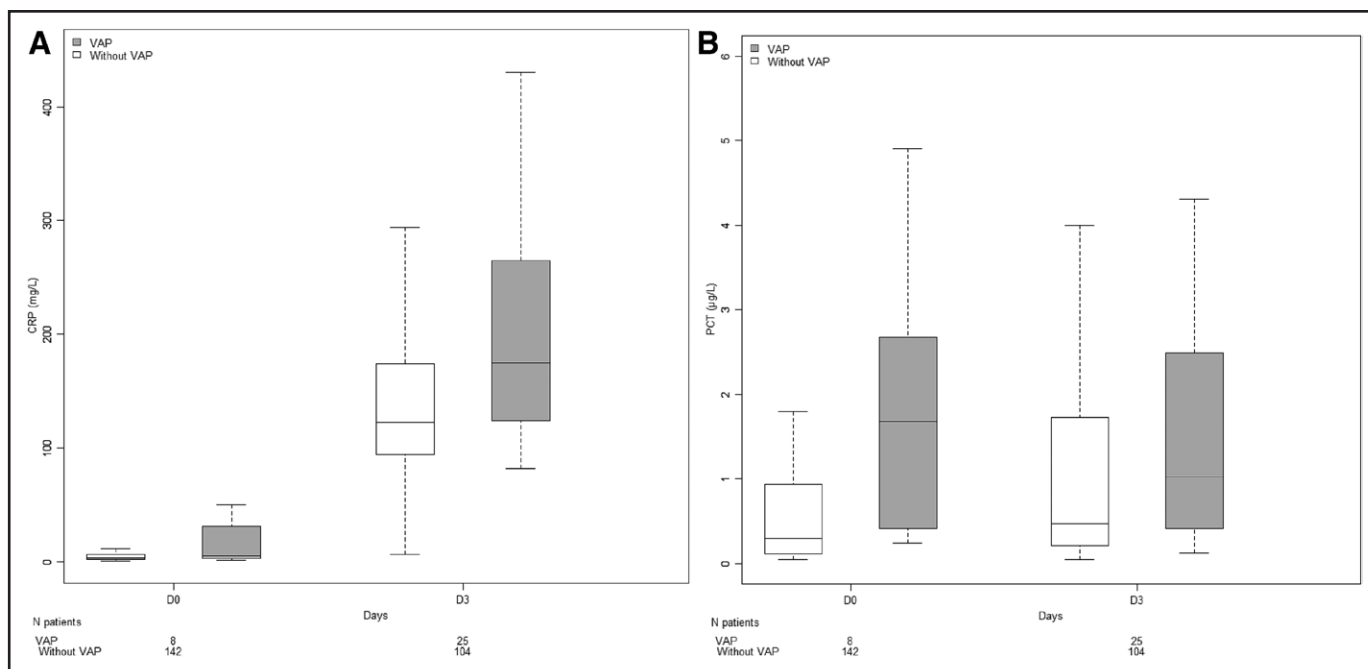 A
VAP
Without VAP
400
300
200
100
0
CRP (mg/L)
D0 D3
Days
N patients
VAP 8 25
Without VAP 142 104
B
VAP
Without VAP
6
5
4
3
2
1
0
PCT (µg/L)
D0 D3
Days
N patients
VAP 8 25
Without VAP 142 104